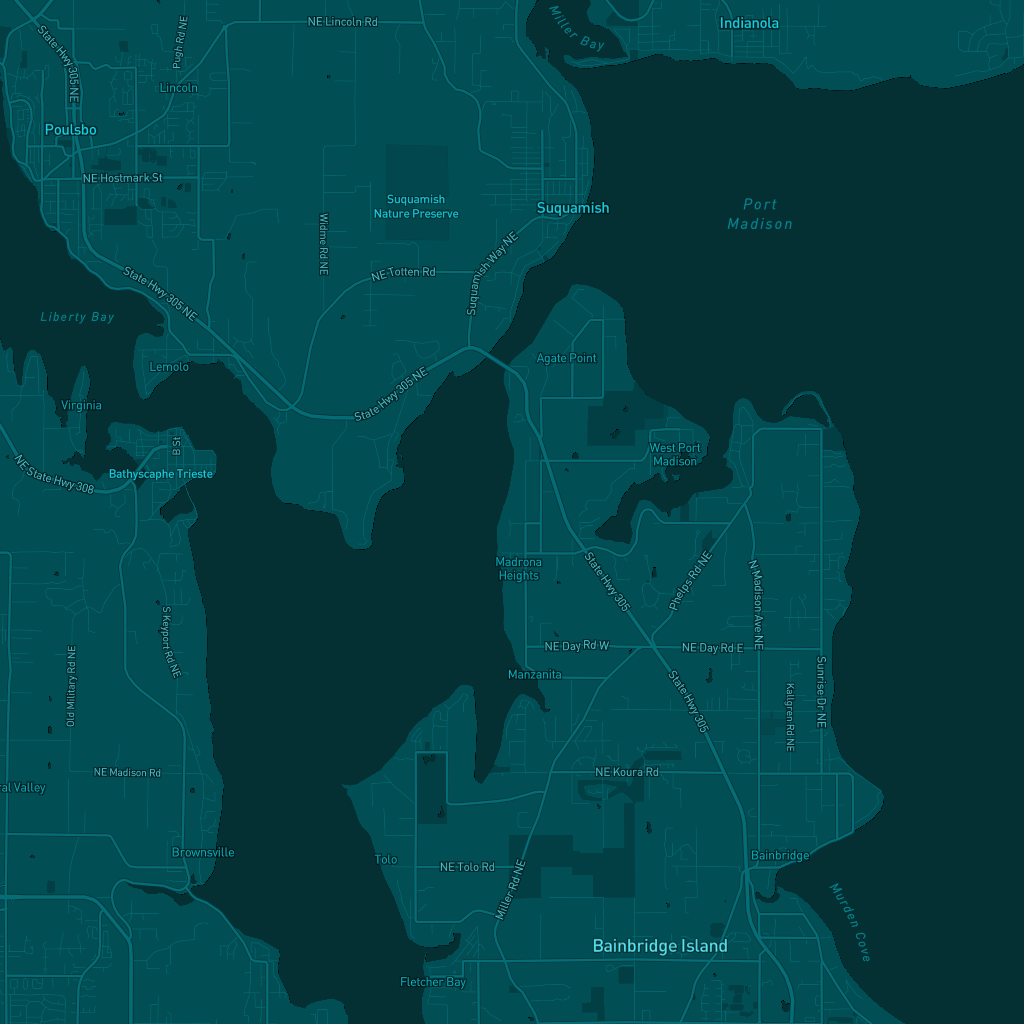 Indianola
NE Lincoln Rd
Miller Bay
Pugh Rd NE
State Hwy 305 NE
Lincoln
Poulsbo
NE Hostmark St
Suquamish
Nature Preserve
Suquamish
Port
Madison
Widme Rd NE
Suquamish Way NE
NE Totten Rd
State Hwy 305 NE
Liberty Bay
Agate Point
Lemolo
State Hwy 305 NE
Virginia
B St
West Port
Madison
NE State Hwy 308
Bathyscaphe Trieste
Madrona
Heights
State Hwy 305
Phelps Rd NE
N Madison Ave NE
S Keyport Rd NE
NE Day Rd W
NE Day Rd E
Old Military Rd NE
Manzanita
Sunrise Dr NE
State Hwy 305
Kallgren Rd NE
NE Madison Rd
NE Koura Rd
ral Valley
Brownsville
Tolo
Bainbridge
NE Tolo Rd
Miller Rd NE
Murden Cove
Bainbridge Island
Fletcher Bay